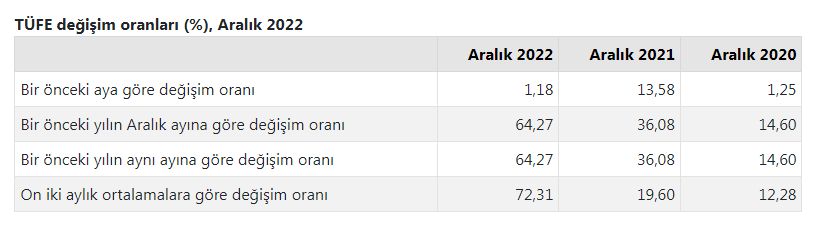 TÜFE değişim oranları (%), Aralık 2022
Aralık 2022 Aralık 2021 Aralık 2020
Bir önceki aya göre değişim oranı 1,18 13,58 1,25
Bir önceki yılın Aralık ayına göre değişim oranı 64,27 36,08 14,60
Bir önceki yılın aynı ayına göre değişim oranı 64,27 36,08 14,60
On iki aylık ortalamalara göre değişim oranı 72,31 19,60 12,28